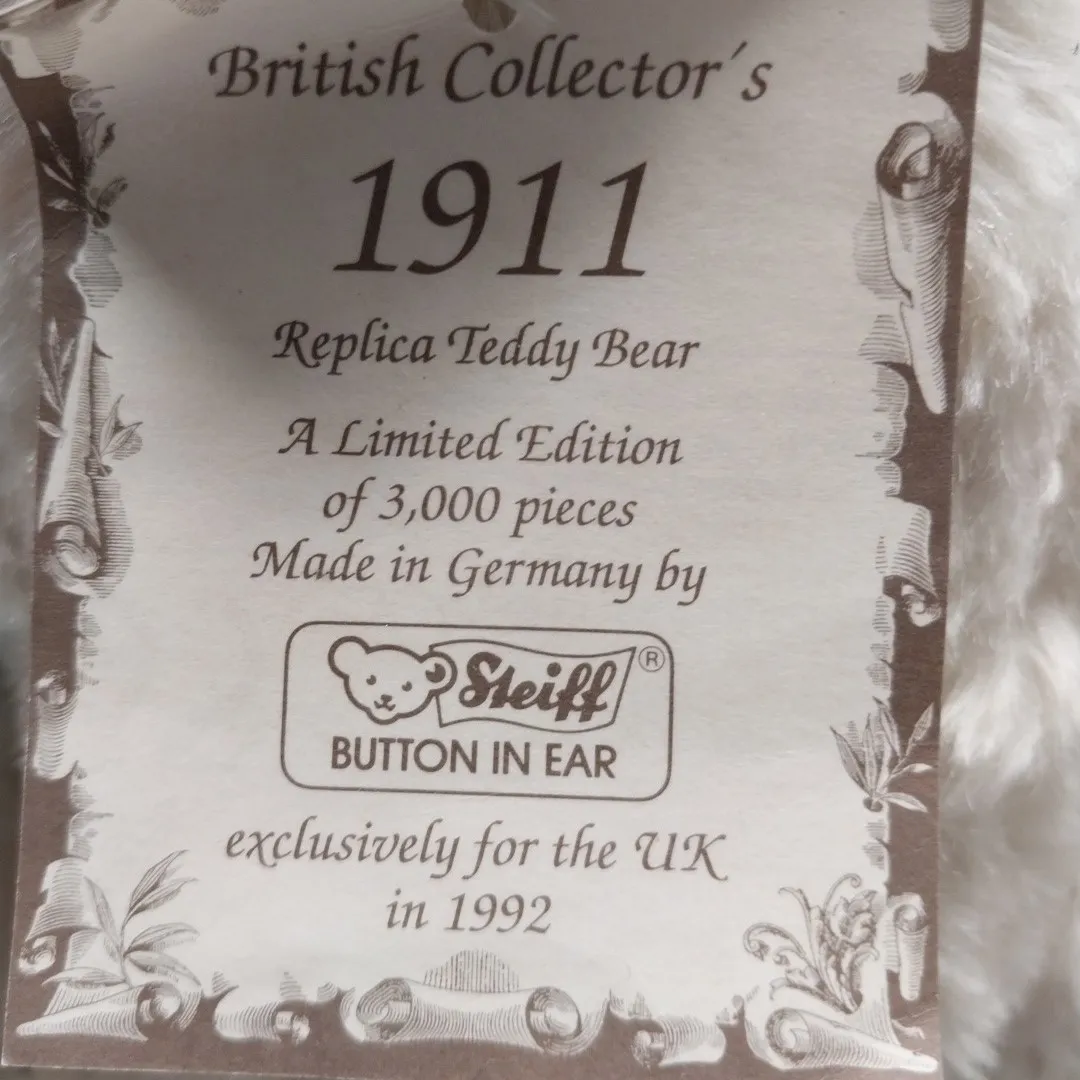 British Collector´s
1911
Replica Teddy Bear
A Limited Edition
of 3,000 pieces
Made in Germany by
Steiff ®
BUTTON IN EAR
exclusively for the UK
in 1992